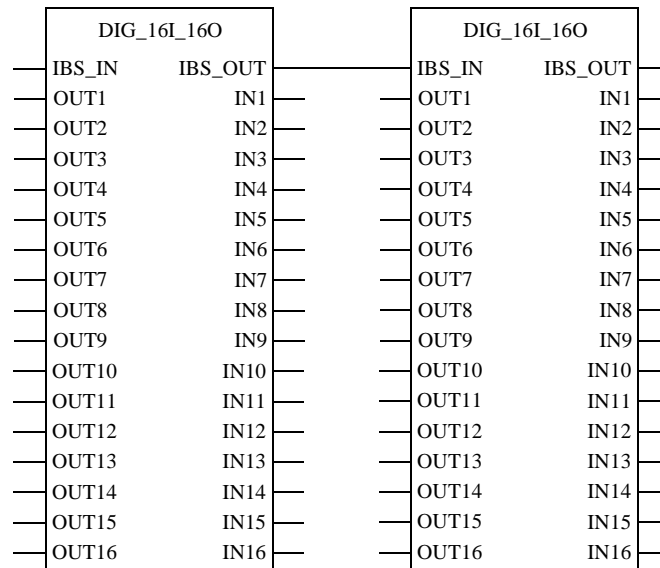 DIG_16I_16O DIG_16I_16O
IBS_IN IBS_OUT IBS_IN IBS_OUT
OUT1 IN1 OUT1 IN1
OUT2 IN2 OUT2 IN2
OUT3 IN3 OUT3 IN3
OUT4 IN4 OUT4 IN4
OUT5 IN5 OUT5 IN5
OUT6 IN6 OUT6 IN6
OUT7 IN7 OUT7 IN7
OUT8 IN8 OUT8 IN8
OUT9 IN9 OUT9 IN9
OUT10 IN10 OUT10 IN10
OUT11 IN11 OUT11 IN11
OUT12 IN12 OUT12 IN12
OUT13 IN13 OUT13 IN13
OUT14 IN14 OUT14 IN14
OUT15 IN15 OUT15 IN15
OUT16 IN16 OUT16 IN16